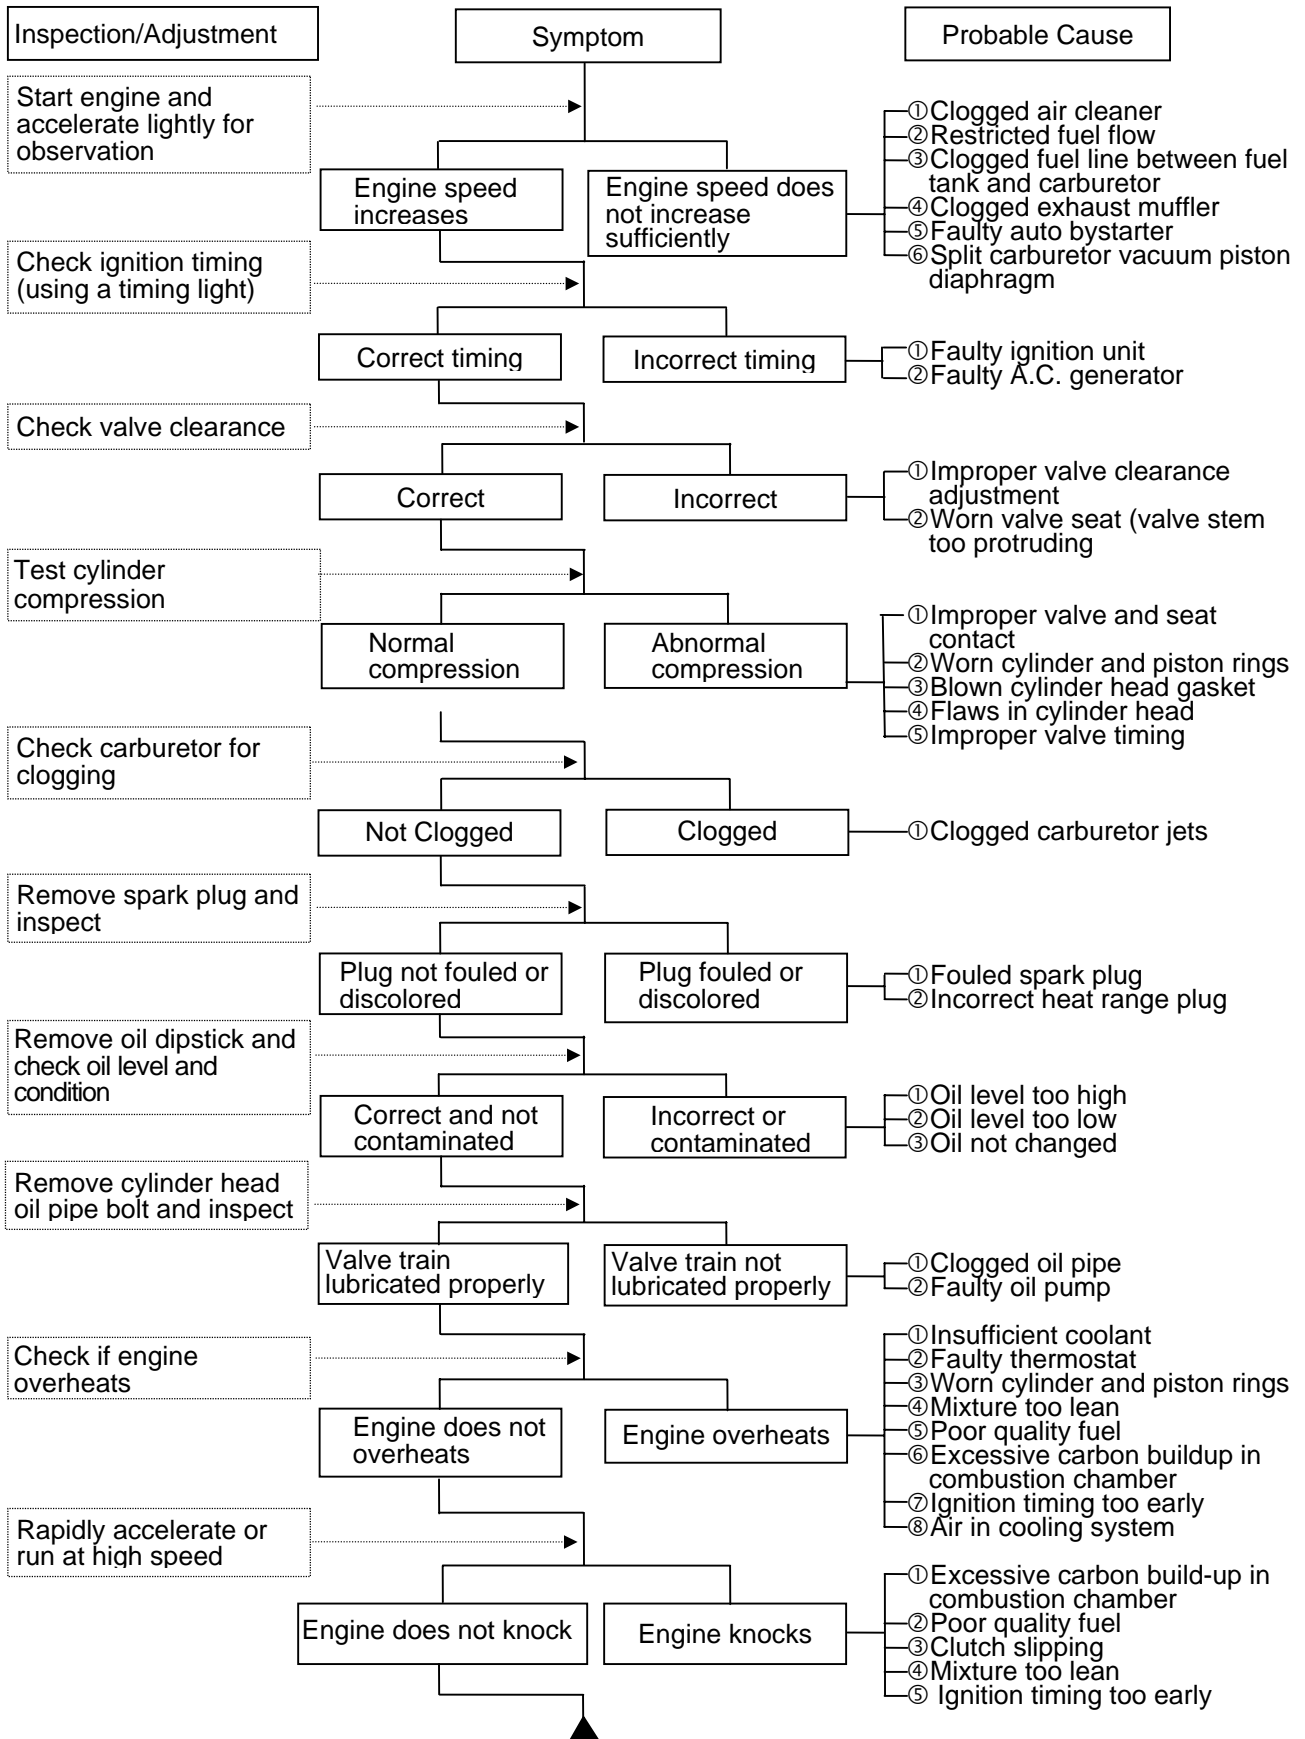 Inspection/Adjustment
Symptom
Probable Cause
Start engine and
accelerate lightly for
observation
Engine speed
increases
Engine speed does
not increase
sufficiently
①Clogged air cleaner
②Restricted fuel flow
③Clogged fuel line between fuel
tank and carburetor
④Clogged exhaust muffler
⑤Faulty auto bystarter
⑥Split carburetor vacuum piston
diaphragm
Check ignition timing
(using a timing light)
Correct timing
Incorrect timing
①Faulty ignition unit
②Faulty A.C. generator
Check valve clearance
Correct
Incorrect
①Improper valve clearance
adjustment
②Worn valve seat (valve stem
too protruding
Test cylinder
compression
Normal
compression
Abnormal
compression
①Improper valve and seat
contact
②Worn cylinder and piston rings
③Blown cylinder head gasket
④Flaws in cylinder head
⑤Improper valve timing
Check carburetor for
clogging
Not Clogged
Clogged
①Clogged carburetor jets
Remove spark plug and
inspect
Plug not fouled or
discolored
Plug fouled or
discolored
①Fouled spark plug
②Incorrect heat range plug
Remove oil dipstick and
check oil level and
condition
Correct and not
contaminated
Incorrect or
contaminated
①Oil level too high
②Oil level too low
③Oil not changed
Remove cylinder head
oil pipe bolt and inspect
Valve train
lubricated properly
Valve train not
lubricated properly
①Clogged oil pipe
②Faulty oil pump
Check if engine
overheats
Engine does not
overheats
Engine overheats
①Insufficient coolant
②Faulty thermostat
③Worn cylinder and piston rings
④Mixture too lean
⑤Poor quality fuel
⑥Excessive carbon buildup in
combustion chamber
⑦Ignition timing too early
⑧Air in cooling system
Rapidly accelerate or
run at high speed
Engine does not knock
Engine knocks
①Excessive carbon build-up in
combustion chamber
②Poor quality fuel
③Clutch slipping
④Mixture too lean
⑤ Ignition timing too early